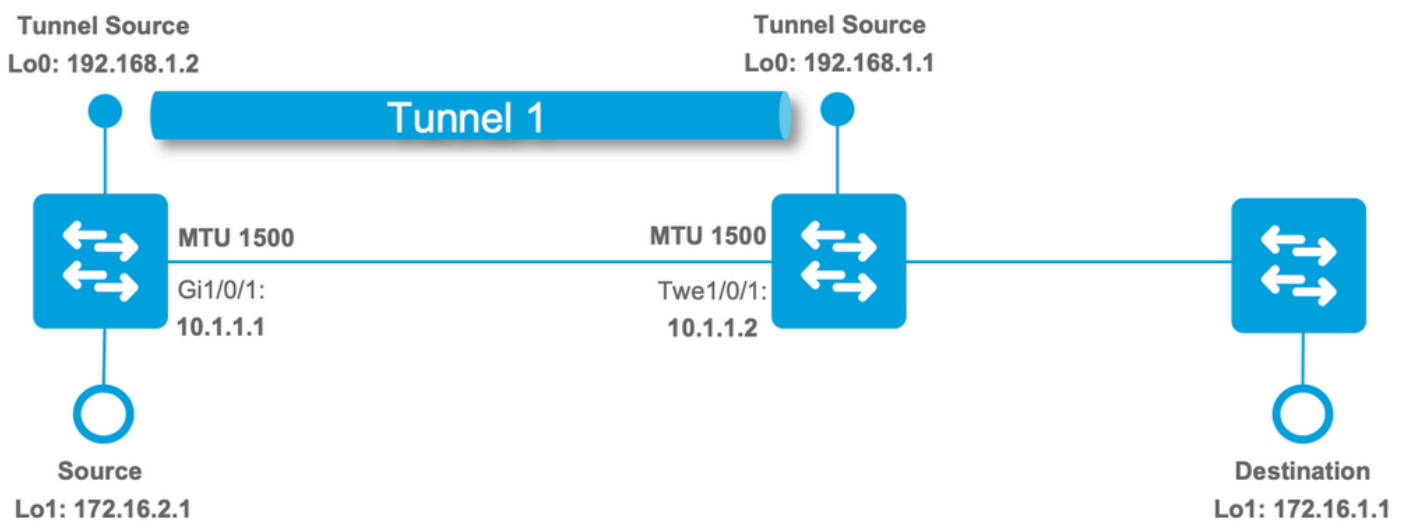 Tunnel Source
Lo0: 192.168.1.2
Tunnel Source
Lo0: 192.168.1.1
Tunnel 1
MTU 1500
Gi1/0/1:
10.1.1.1
MTU 1500
Twe1/0/1:
10.1.1.2
Source
Lo1: 172.16.2.1
Destination
Lo1: 172.16.1.1